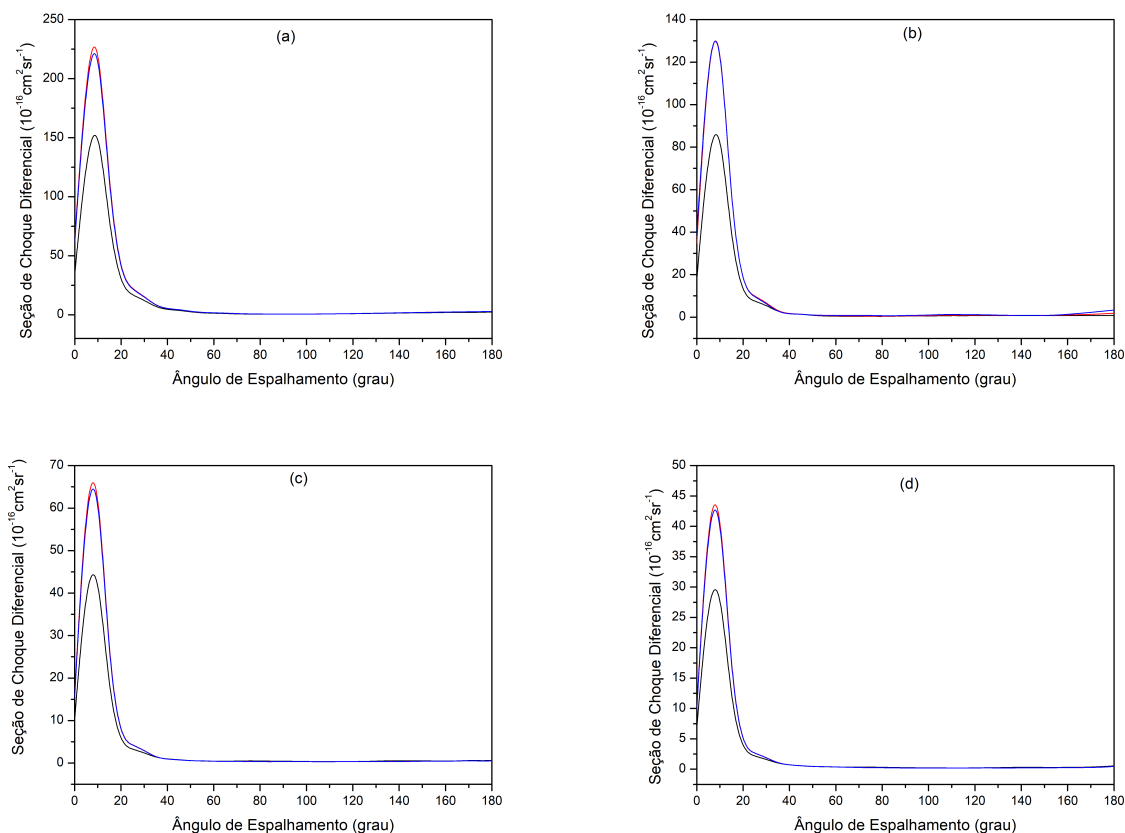 (a)
Seção de Choque Diferencial (10⁻¹⁶cm²sr⁻¹)
250
200
150
100
50
0
0 20 40 60 80 100 120 140 160 180
Ângulo de Espalhamento (grau)
(b)
Seção de Choque Diferencial (10⁻¹⁶cm²sr⁻¹)
140
120
100
80
60
40
20
0
0 20 40 60 80 100 120 140 160 180
Ângulo de Espalhamento (grau)
(c)
Seção de Choque Diferencial (10⁻¹⁶cm²sr⁻¹)
70
60
50
40
30
20
10
0
0 20 40 60 80 100 120 140 160 180
Ângulo de Espalhamento (grau)
(d)
Seção de Choque Diferencial (10⁻¹⁶cm²sr⁻¹)
50
45
40
35
30
25
20
15
10
5
0
0 20 40 60 80 100 120 140 160 180
Ângulo de Espalhamento (grau)